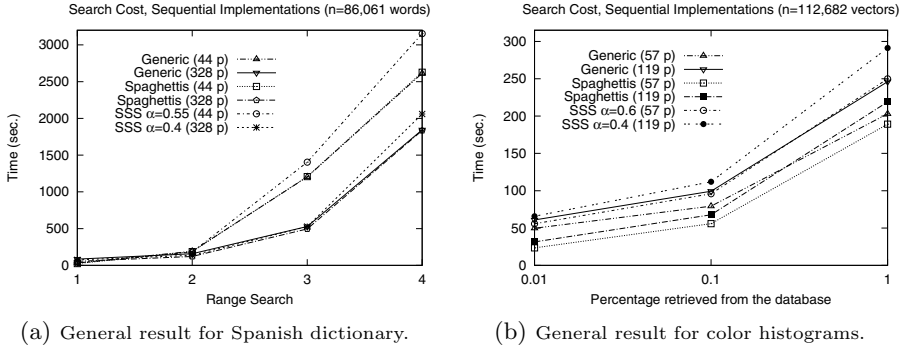 Search Cost, Sequential Implementations (n=86,061 words)
Time (sec.)
3000
2500
2000
1500
1000
500
0
Generic (44 p)
Generic (328 p)
Spaghettis (44 p)
Spaghettis (328 p)
SSS α=0.55 (44 p)
SSS α=0.4 (328 p)
1 2 3 4
Range Search
(a) General result for Spanish dictionary.
Search Cost, Sequential Implementations (n=112,682 vectors)
Time (sec.)
300
250
200
150
100
50
0
Generic (57 p)
Generic (119 p)
Spaghettis (57 p)
Spaghettis (119 p)
SSS α=0.6 (57 p)
SSS α=0.4 (119 p)
0.01 0.1 1
Percentage retrieved from the database
(b) General result for color histograms.